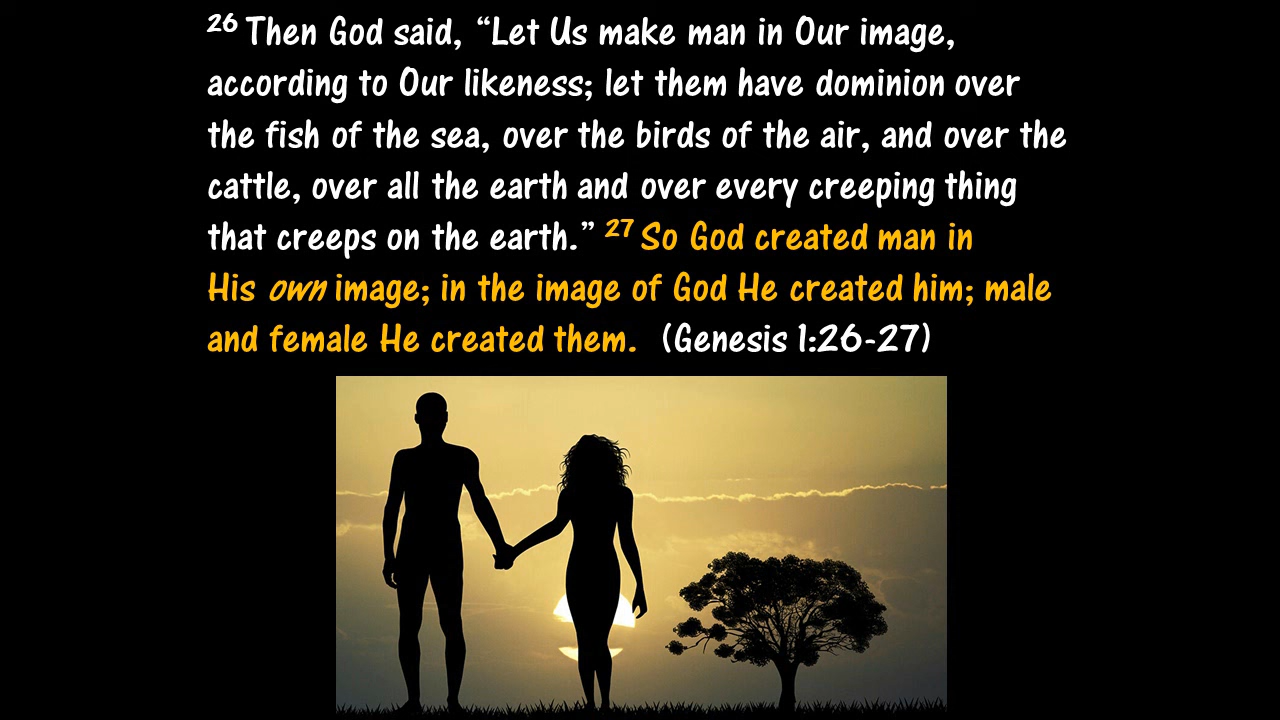 26 Then God said, “Let Us make man in Our image,
according to Our likeness; let them have dominion over
the fish of the sea, over the birds of the air, and over the
cattle, over all the earth and over every creeping thing
that creeps on the earth.” 27 So God created man in
His own image; in the image of God He created him; male
and female He created them. (Genesis 1:26-27)